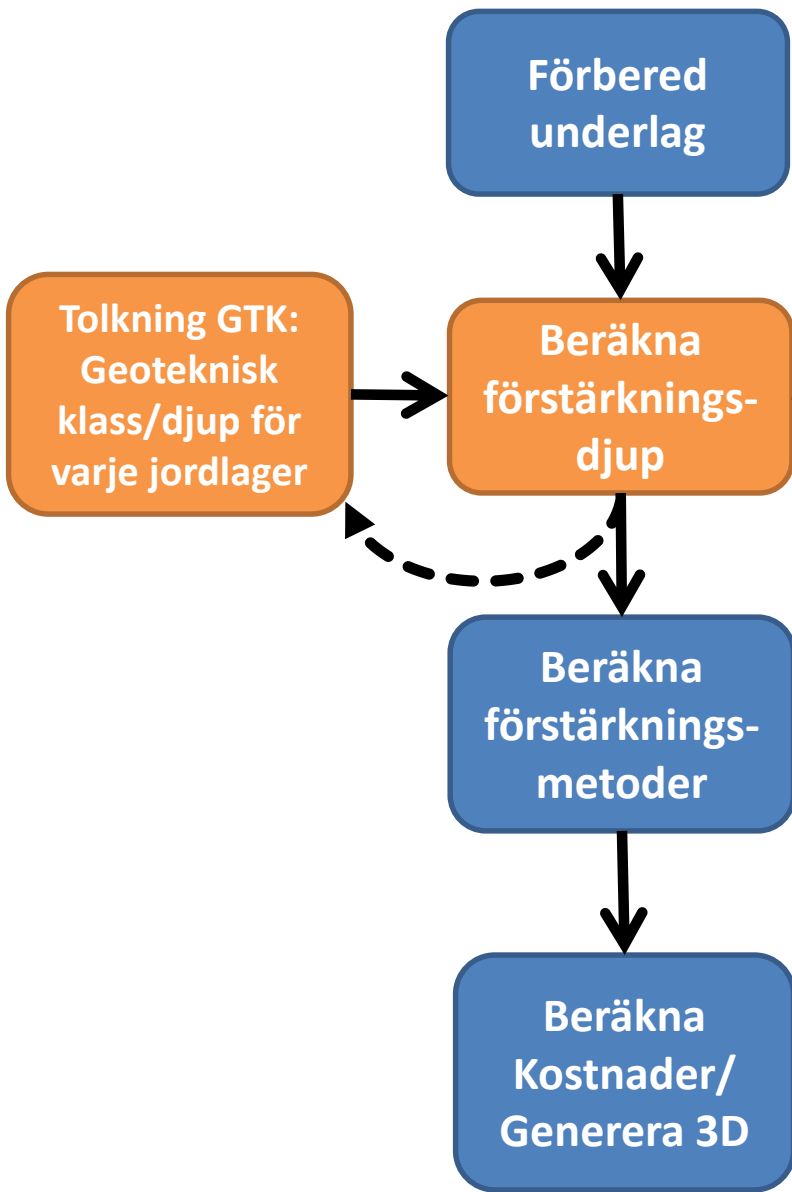 Förbered
underlag
Tolkning GTK:
Geoteknisk
klass/djup för
varje jordlager
Beräkna
förstärknings-
djup
Beräkna
förstärknings-
metoder
Beräkna
Kostnader/
Generera 3D